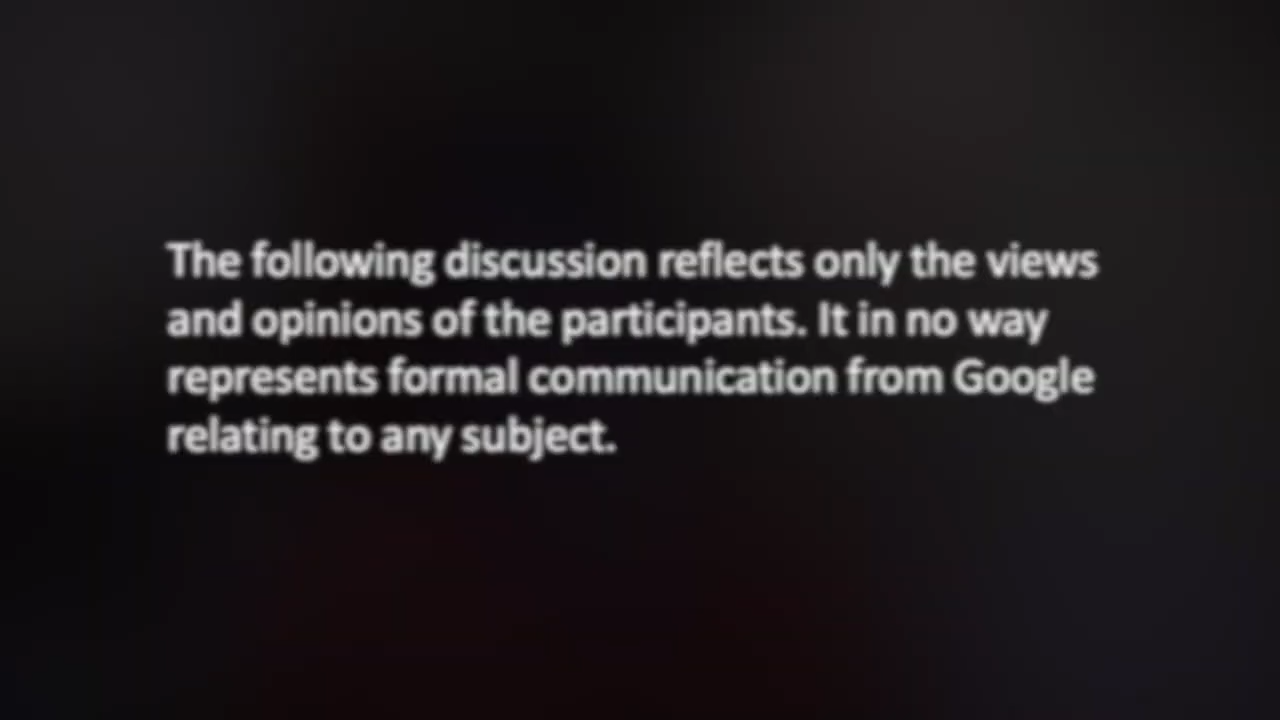 The following discussion reflects only the views
and opinions of the participants. It in no way
represents formal communication from Google
relating to any subject.